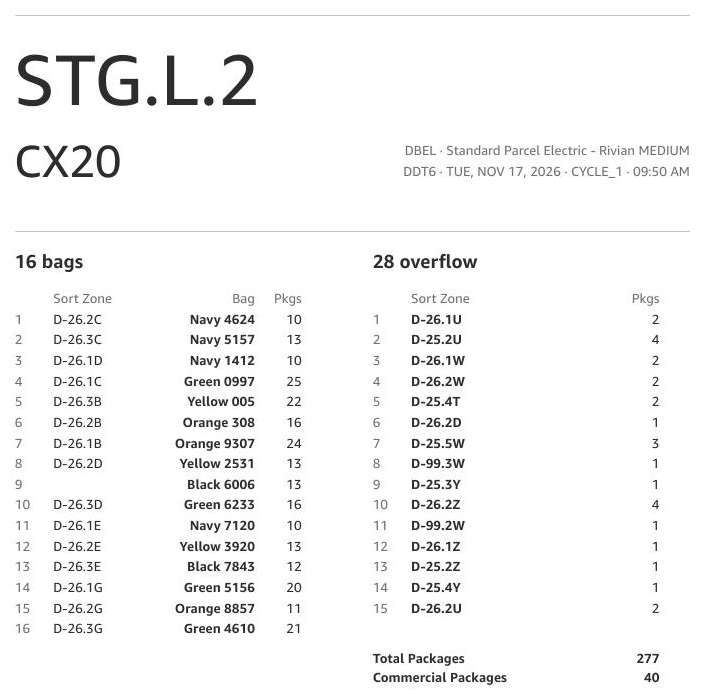 STG.L.2
CX20
DBEL · Standard Parcel Electric - Rivian MEDIUM
DDT6 · TUE, NOV 17, 2026 · CYCLE_1 · 09:50 AM
16 bags
Sort Zone Bag Pkgs
1 D-26.2C Navy 4624 10
2 D-26.3C Navy 5157 13
3 D-26.1D Navy 1412 10
4 D-26.1C Green 0997 25
5 D-26.3B Yellow 005 22
6 D-26.2B Orange 308 16
7 D-26.1B Orange 9307 24
8 D-26.2D Yellow 2531 13
9 Black 6006 13
10 D-26.3D Green 6233 16
11 D-26.1E Navy 7120 10
12 D-26.2E Yellow 3920 13
13 D-26.3E Black 7843 12
14 D-26.1G Green 5156 20
15 D-26.2G Orange 8857 11
16 D-26.3G Green 4610 21
28 overflow
Sort Zone Pkgs
1 D-26.1U 2
2 D-25.2U 4
3 D-26.1W 2
4 D-26.2W 2
5 D-25.4T 2
6 D-26.2D 1
7 D-25.5W 3
8 D-99.3W 1
9 D-25.3Y 1
10 D-26.2Z 4
11 D-99.2W 1
12 D-26.1Z 1
13 D-25.2Z 1
14 D-25.4Y 1
15 D-26.2U 2
Total Packages 277
Commercial Packages 40